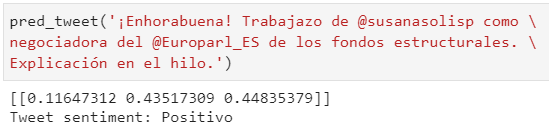 pred_tweet('¡Enhorabuena! Trabajazo de @susanasolisp como \
negociadora del @Europarl_ES de los fondos estructurales. \
Explicación en el hilo.')
[[0.11647312 0.43517309 0.44835379]]
Tweet sentiment: Positivo